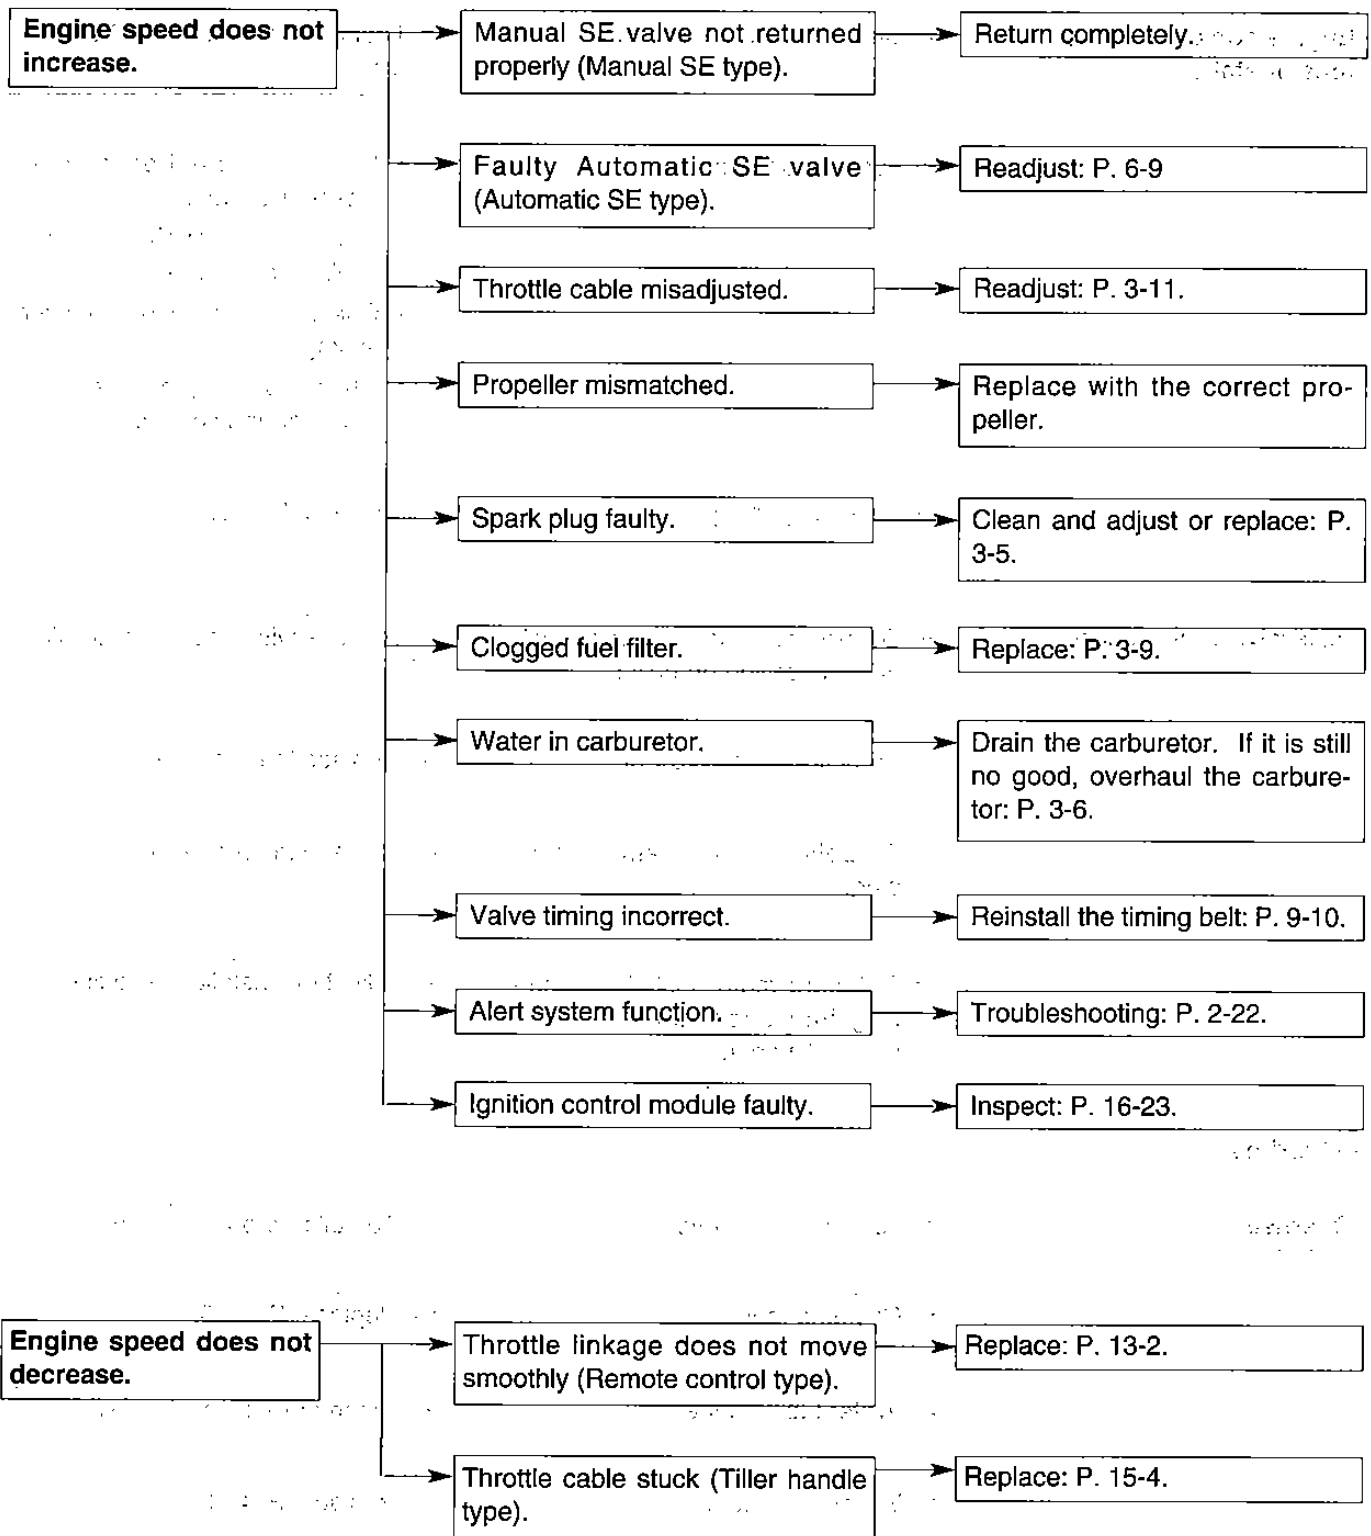 Engine speed does not
increase.
Manual SE valve not returned
properly (Manual SE type).
Return completely.
Faulty Automatic SE valve
(Automatic SE type).
Readjust: P. 6-9
Throttle cable misadjusted.
Readjust: P. 3-11.
Propeller mismatched.
Replace with the correct pro-
peller.
Spark plug faulty.
Clean and adjust or replace: P.
3-5.
Clogged fuel filter.
Replace: P. 3-9.
Water in carburetor.
Drain the carburetor. If it is still
no good, overhaul the carbure-
tor: P. 3-6.
Valve timing incorrect.
Reinstall the timing belt: P. 9-10.
Alert system function.
Troubleshooting: P. 2-22.
Ignition control module faulty.
Inspect: P. 16-23.
Engine speed does not
decrease.
Throttle linkage does not move
smoothly (Remote control type).
Replace: P. 13-2.
Throttle cable stuck (Tiller handle
type).
Replace: P. 15-4.